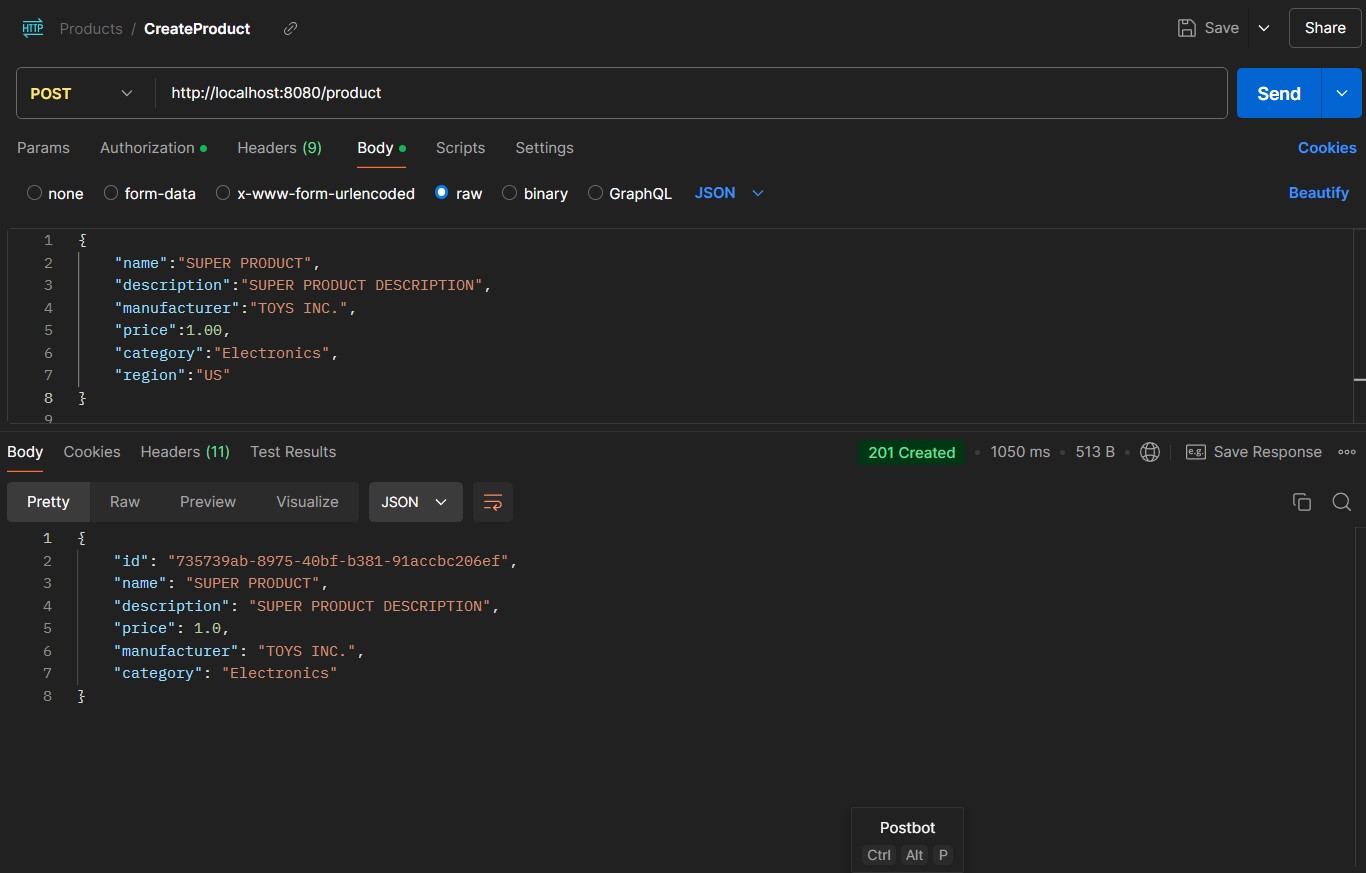 HTTP Products / CreateProduct Save Share
POST http://localhost:8080/product Send
Params Authorization Headers (9) Body Scripts Settings Cookies
none form-data x-www-form-urlencoded raw binary GraphQL JSON Beautify
1 {
2 "name":"SUPER PRODUCT",
3 "description":"SUPER PRODUCT DESCRIPTION",
4 "manufacturer":"TOYS INC.",
5 "price":1.00,
6 "category":"Electronics",
7 "region":"US"
8 }
9
Body Cookies Headers (11) Test Results 201 Created • 1050 ms • 513 B • e.g. Save Response
Pretty Raw Preview Visualize JSON
1 {
2 "id": "735739ab-8975-40bf-b381-91accbc206ef",
3 "name": "SUPER PRODUCT",
4 "description": "SUPER PRODUCT DESCRIPTION",
5 "price": 1.0,
6 "manufacturer": "TOYS INC.",
7 "category": "Electronics"
8 }
Postbot
Ctrl Alt P